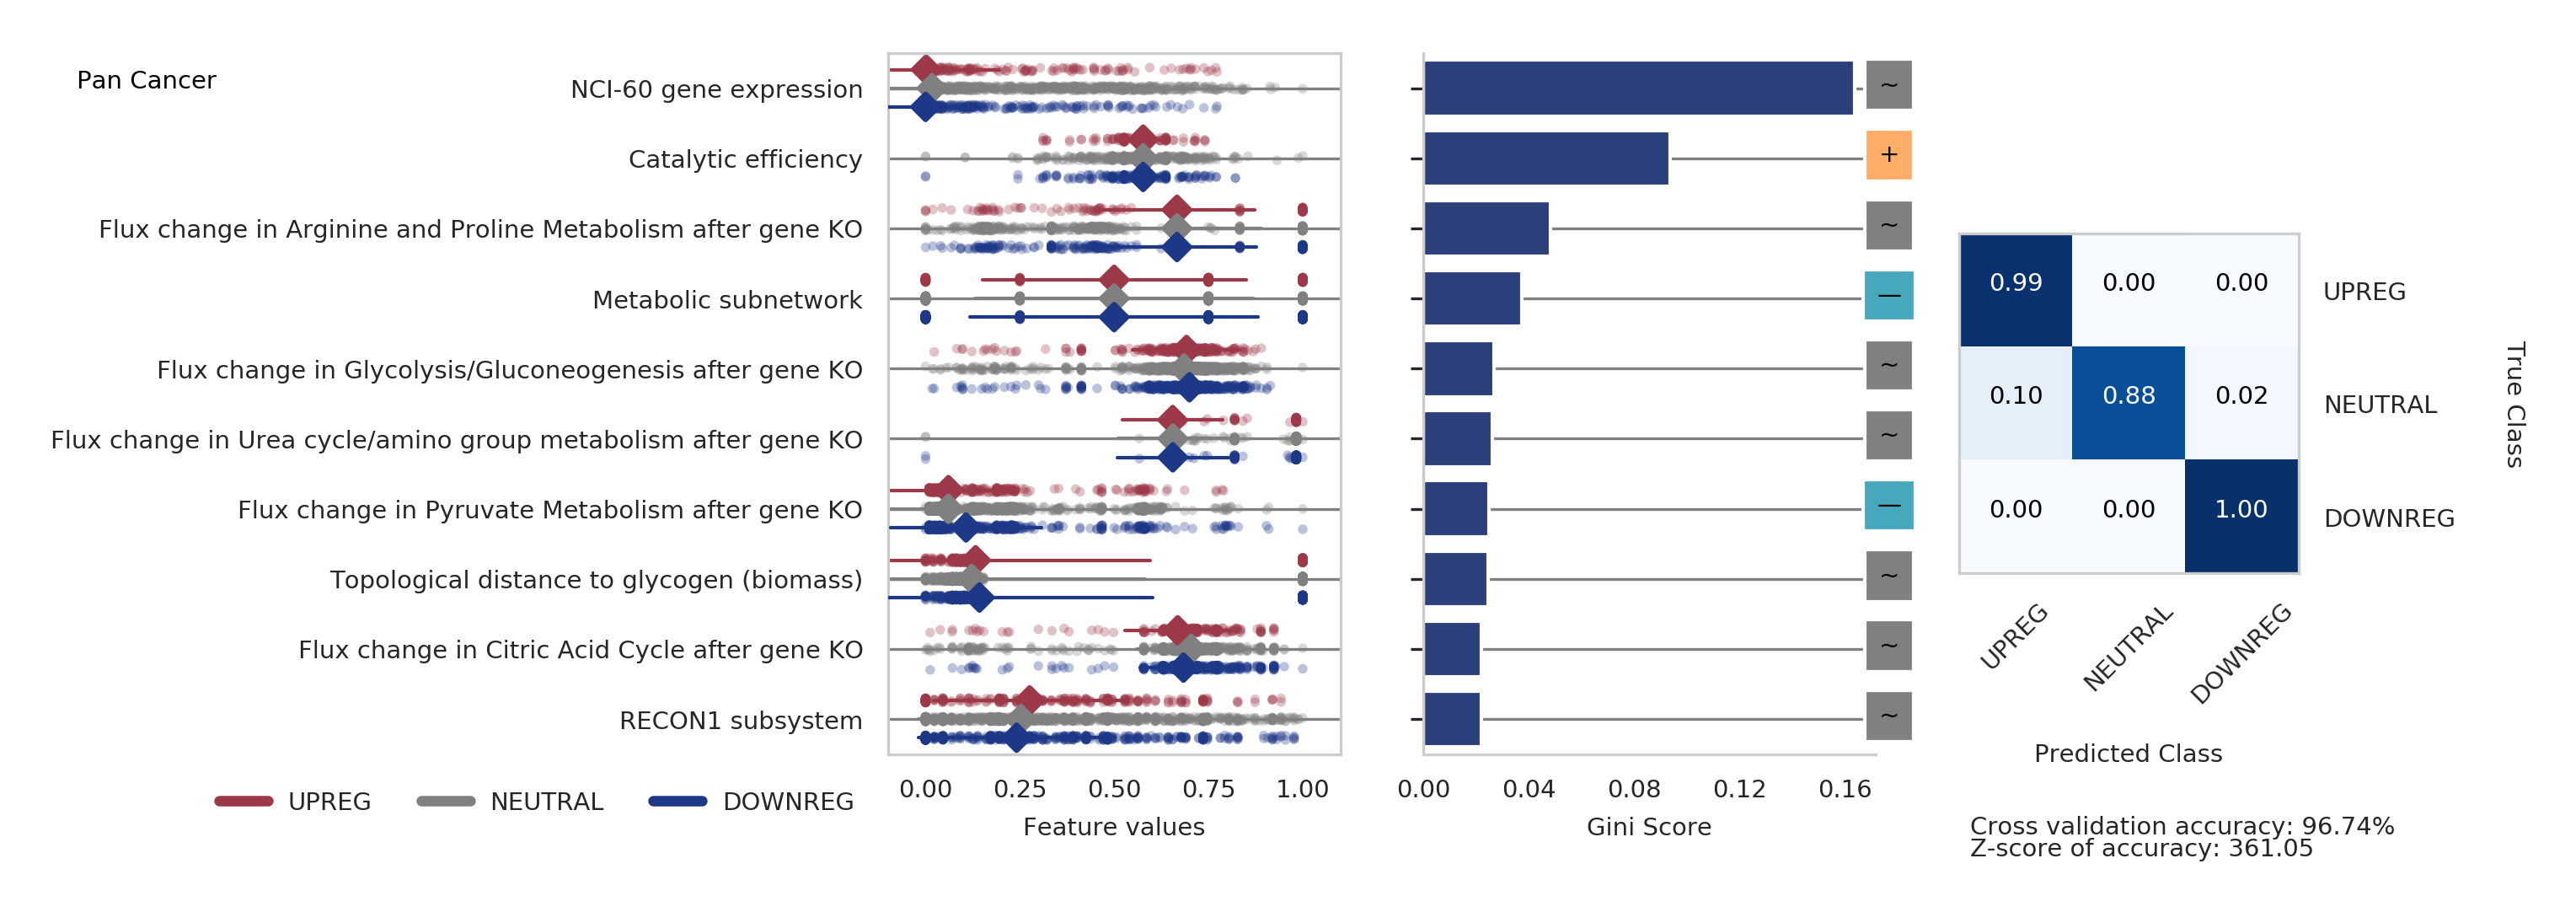 Pan Cancer
NCI-60 gene expression
Catalytic efficiency
Flux change in Arginine and Proline Metabolism after gene KO
Metabolic subnetwork
Flux change in Glycolysis/Gluconeogenesis after gene KO
Flux change in Urea cycle/amino group metabolism after gene KO
Flux change in Pyruvate Metabolism after gene KO
Topological distance to glycogen (biomass)
Flux change in Citric Acid Cycle after gene KO
RECON1 subsystem
UPREG NEUTRAL DOWNREG
0.00 0.25 0.50 0.75 1.00
Feature values
~
+
~
—
~
~
—
~
~
~
0.00 0.04 0.08 0.12 0.16
Gini Score
0.99 0.00 0.00 UPREG
0.10 0.88 0.02 NEUTRAL
0.00 0.00 1.00 DOWNREG
True Class
UPREG NEUTRAL DOWNREG
Predicted Class
Cross validation accuracy: 96.74%
Z-score of accuracy: 361.05